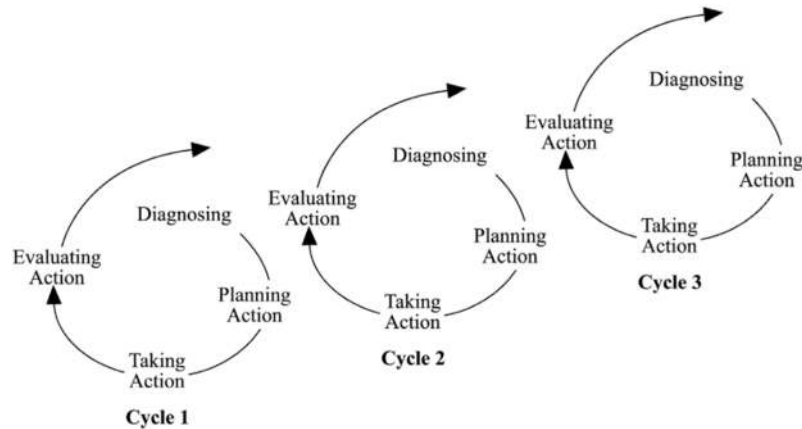 Diagnosing
Planning
Action
Taking
Action
Evaluating
Action
Cycle 1
Diagnosing
Planning
Action
Taking
Action
Evaluating
Action
Cycle 2
Diagnosing
Planning
Action
Taking
Action
Evaluating
Action
Cycle 3